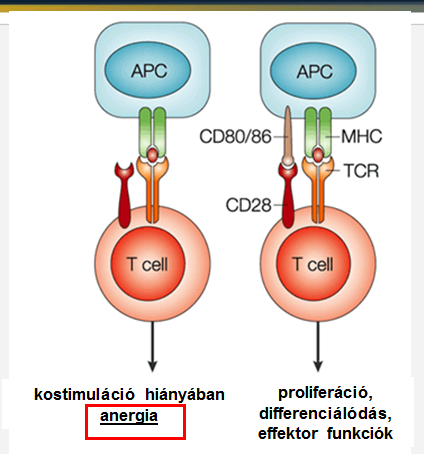 APC
APC
CD80/86
MHC
TCR
CD28
T cell
T cell
kostimuláció hiányában
anergia
proliferáció,
differenciálódás,
effektor funkciók